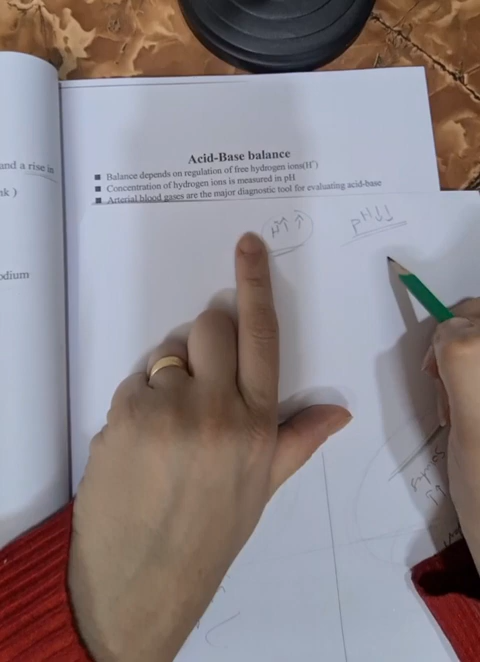 and a rise in
nk )
odium
Acid-Base balance
■ Balance depends on regulation of free hydrogen ions(H⁺)
■ Concentration of hydrogen ions is measured in pH
■ Arterial blood gases are the major diagnostic tool for evaluating acid-base
H⁺↑ ↑
pH↓↓